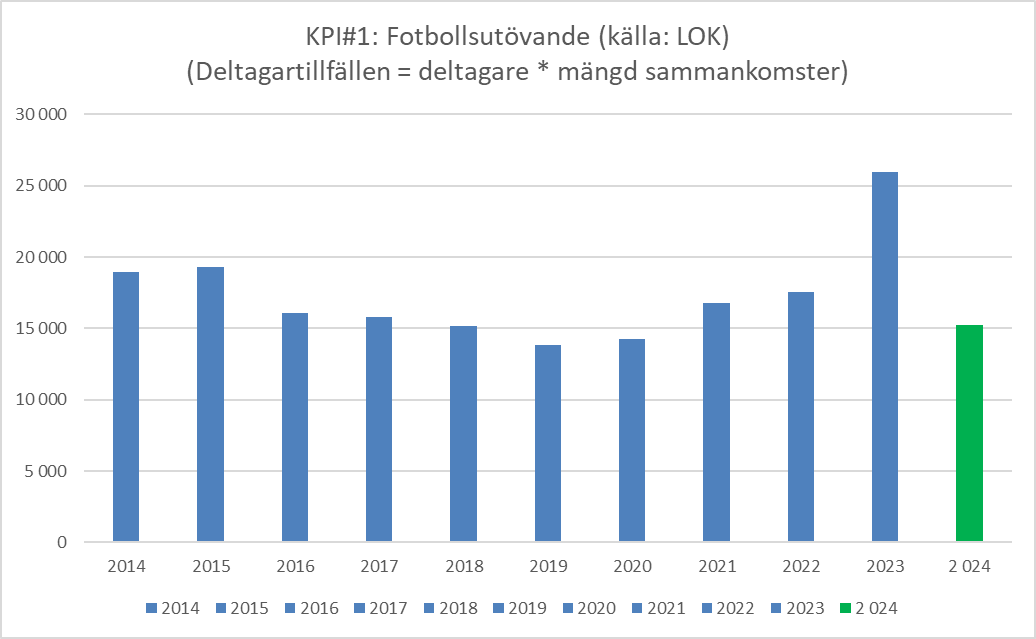 KPI#1: Fotbollsutövande (källa: LOK)
(Deltagartillfällen = deltagare * mängd sammankomster)
30 000
25 000
20 000
15 000
10 000
5 000
0
2014 2015 2016 2017 2018 2019 2020 2021 2022 2023 2 024
2014 2015 2016 2017 2018 2019 2020 2021 2022 2023 2 024